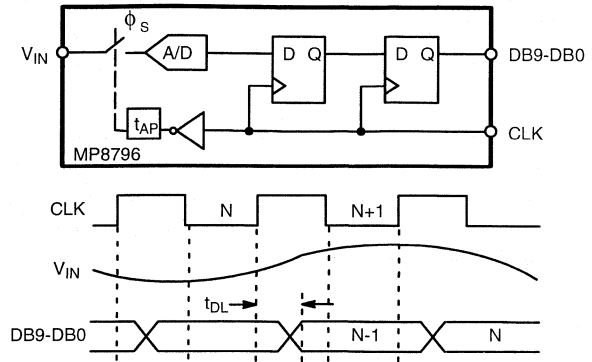 ϕS
VIN
A/D
D Q
D Q
DB9-DB0
tAP
CLK
MP8796
CLK
N
N+1
VIN
tDL
DB9-DB0
N-1
N